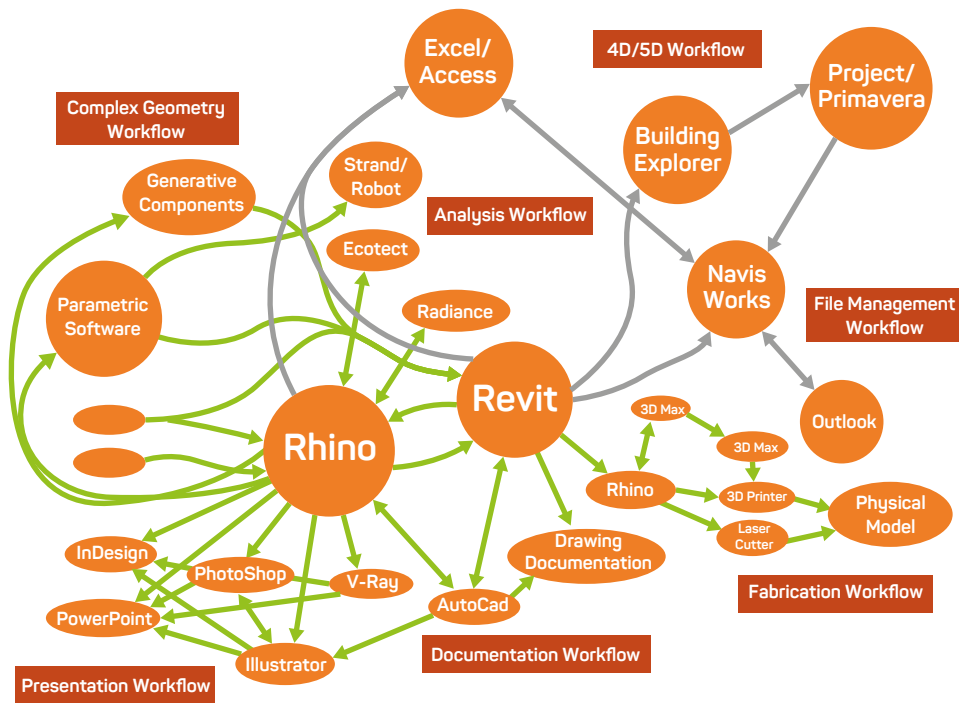 Excel/
Access
4D/5D Workflow
Project/
Primavera
Complex Geometry
Workflow
Building
Explorer
Strand/
Robot
Generative
Components
Analysis Workflow
Ecotect
Navis
Works
Parametric
Software
Radiance
File Management
Workflow
Revit
3D Max
Outlook
Rhino
3D Max
Rhino
3D Printer
Physical
Model
Laser
Cutter
InDesign
PhotoShop
V-Ray
Drawing
Documentation
AutoCad
Fabrication Workflow
PowerPoint
Illustrator
Documentation Workflow
Presentation Workflow